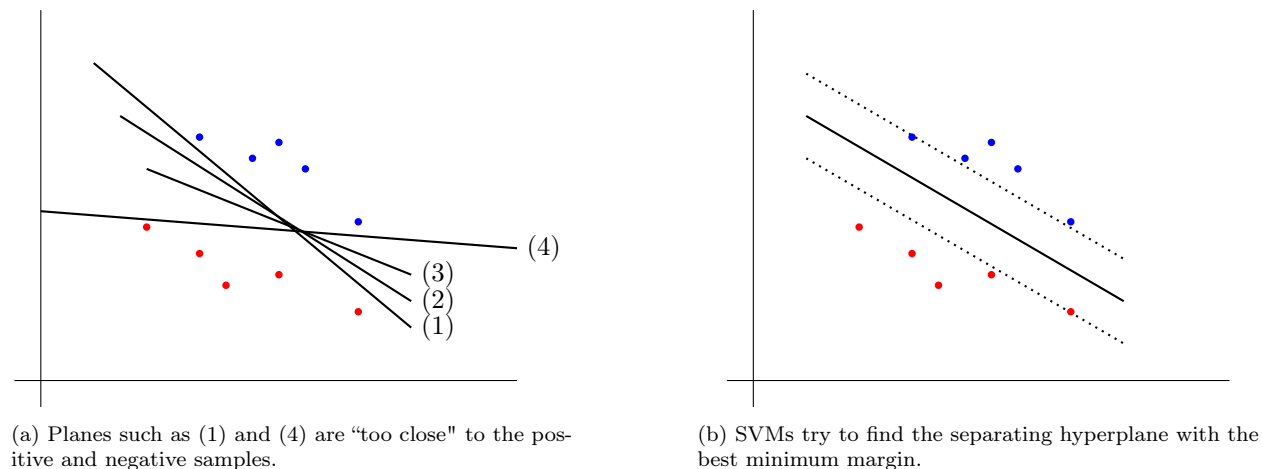 (4)
(3)
(2)
(1)
(a) Planes such as (1) and (4) are “too close" to the pos-
itive and negative samples.
(b) SVMs try to find the separating hyperplane with the
best minimum margin.